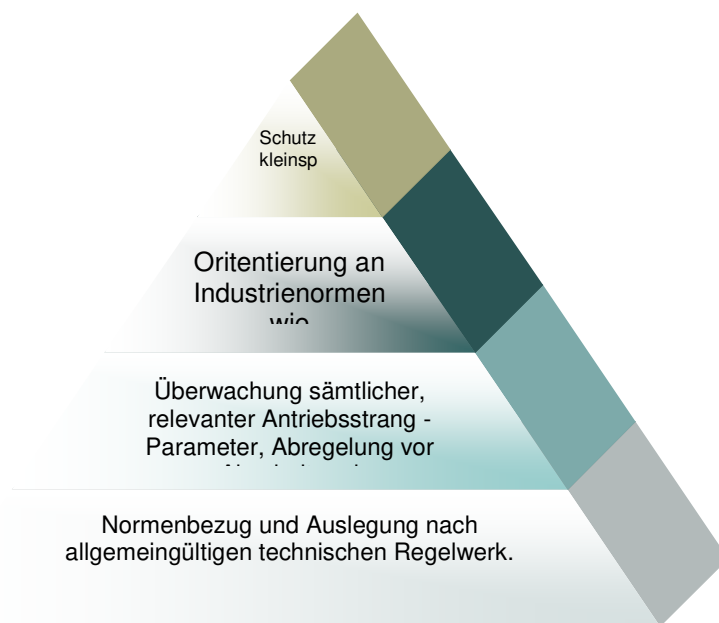 Schutz
kleinsp
Oritentierung an
Industrienormen
wie
Überwachung sämtlicher,
relevanter Antriebsstrang -
Parameter, Abregelung vor
Normenbezug und Auslegung nach
allgemeingültigen technischen Regelwerk.